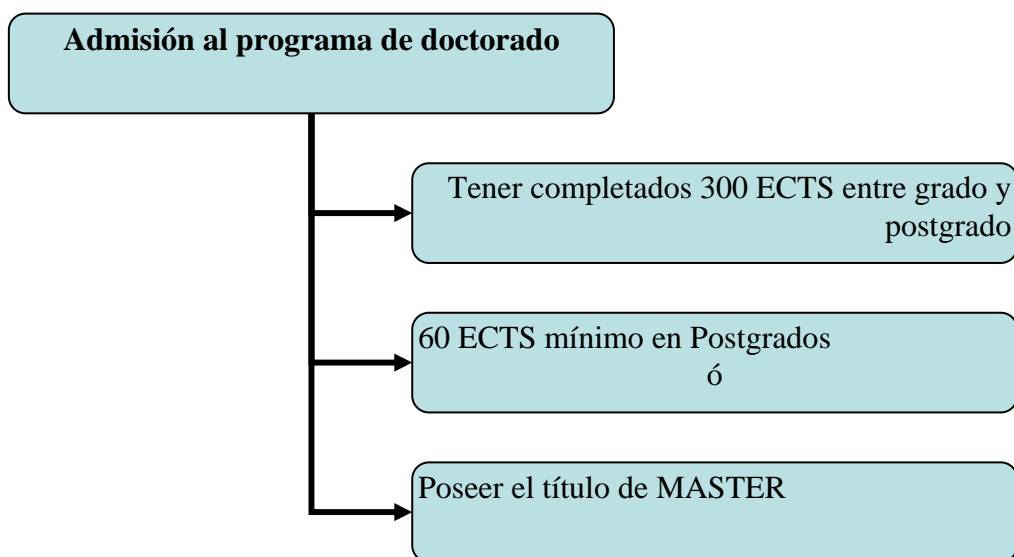 Admisión al programa de doctorado
Tener completados 300 ECTS entre grado y
postgrado
60 ECTS mínimo en Postgrados
ó
Poseer el título de MASTER